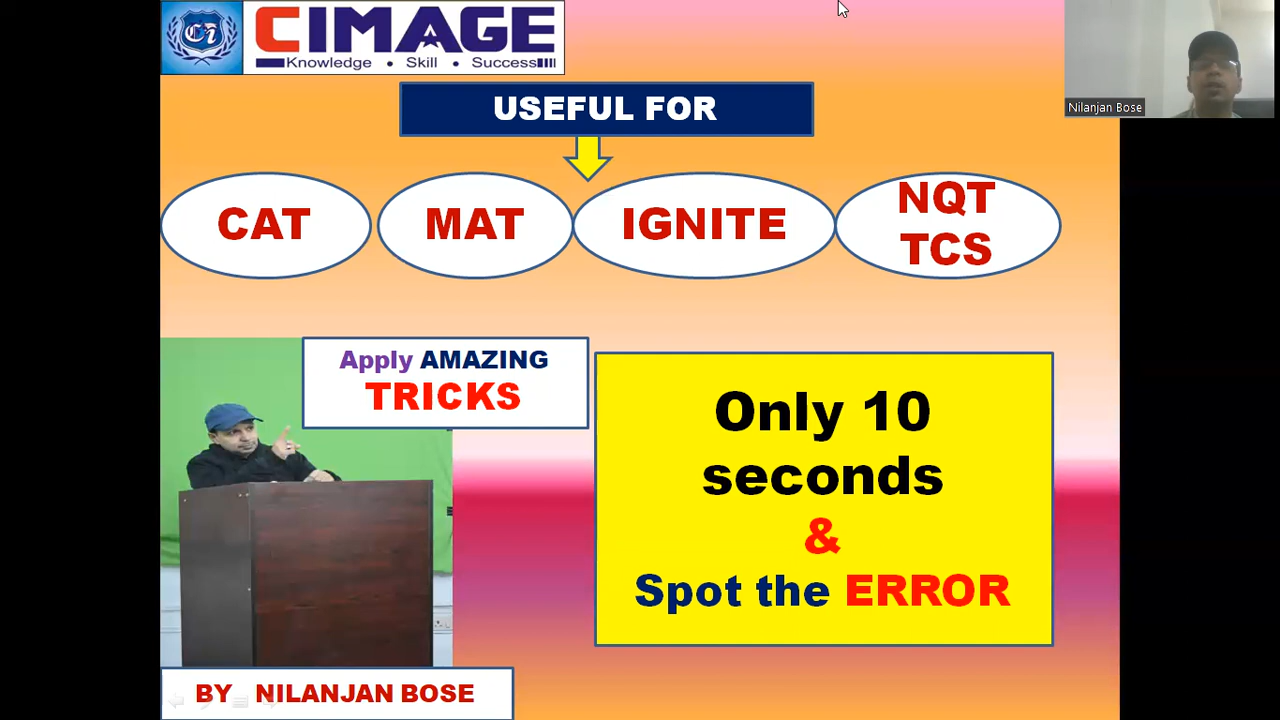 CIMAGE
Knowledge • Skill • Success
USEFUL FOR
CAT
MAT
IGNITE
NQT
TCS
Nilanjan Bose
Apply AMAZING
TRICKS
Only 10
seconds
&
Spot the ERROR
BY NILANJAN BOSE